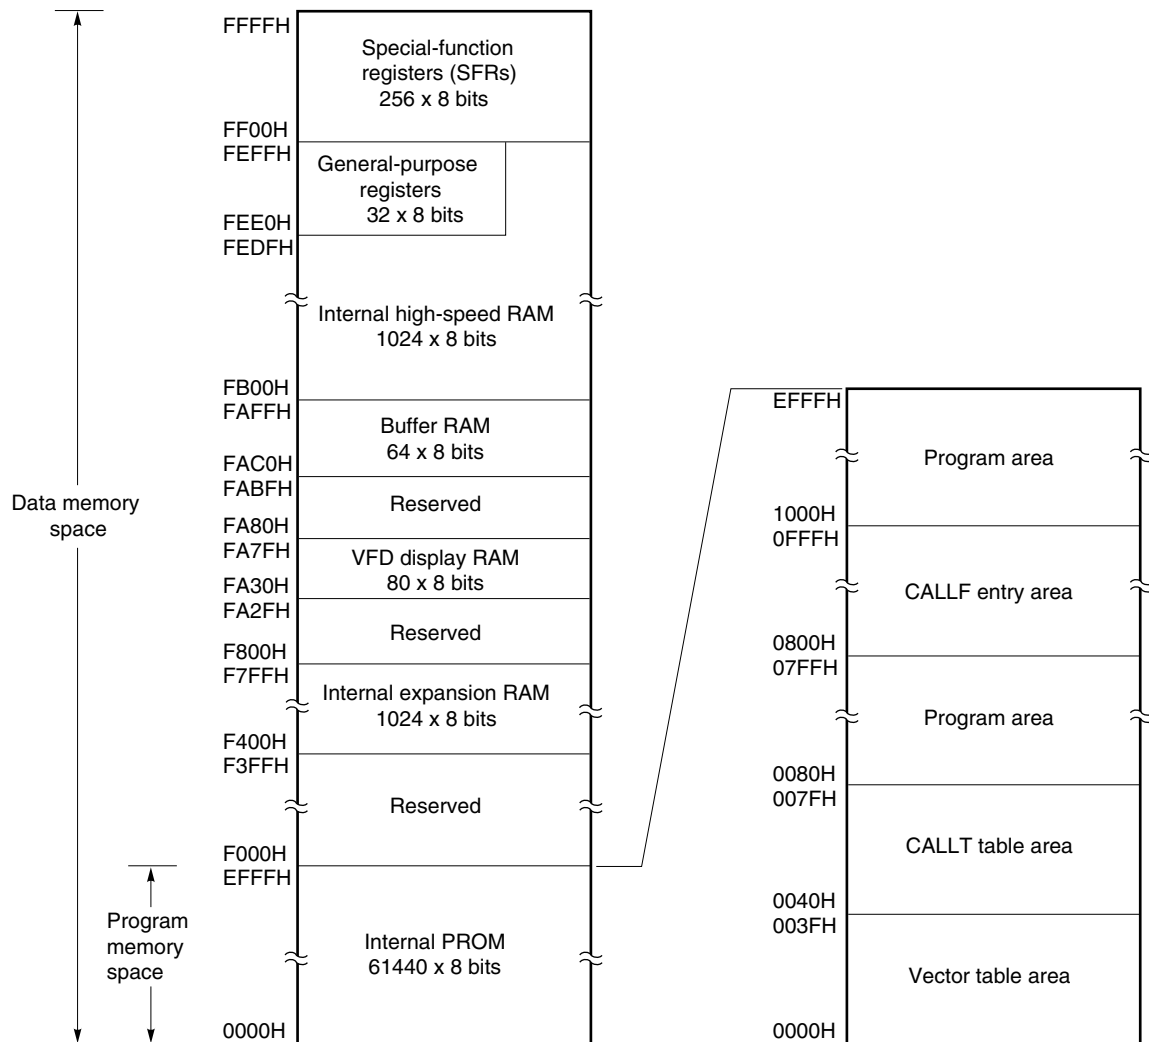 FFFFH
Special-function
registers (SFRs)
256 x 8 bits
FF00H
FEFFH
General-purpose
registers
32 x 8 bits
FEE0H
FEDFH
Internal high-speed RAM
1024 x 8 bits
FB00H
FAFFH
Buffer RAM
64 x 8 bits
FAC0H
FABFH
Reserved
Data memory
space
FA80H
FA7FH
VFD display RAM
80 x 8 bits
FA30H
FA2FH
Reserved
F800H
F7FFH
Internal expansion RAM
1024 x 8 bits
F400H
F3FFH
Reserved
F000H
EFFFH
Program
memory
space
Internal PROM
61440 x 8 bits
0000H
EFFFH
Program area
1000H
0FFFH
CALLF entry area
0800H
07FFH
Program area
0080H
007FH
CALLT table area
0040H
003FH
Vector table area
0000H